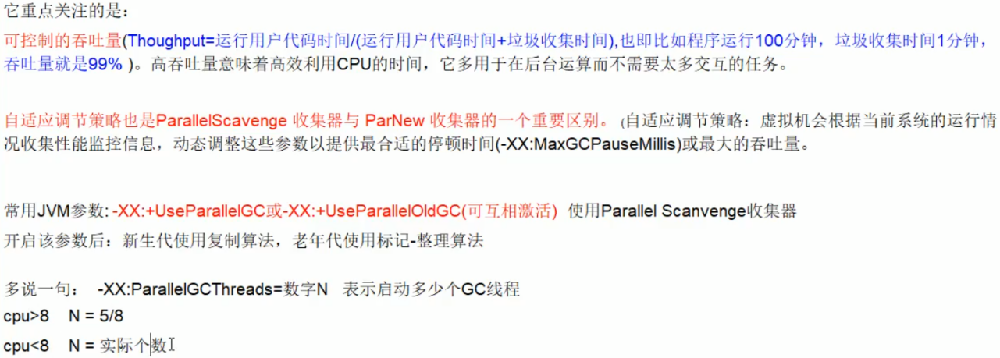 它重点关注的是：
可控制的吞吐量(Thoughput=运行用户代码时间/(运行用户代码时间+垃圾收集时间),也即比如程序运行100分钟，垃圾收集时间1分钟，
吞吐量就是99% )。高吞吐量意味着高效利用CPU的时间，它多用于在后台运算而不需要太多交互的任务。
自适应调节策略也是ParallelScavenge 收集器与 ParNew 收集器的一个重要区别。 (自适应调节策略：虚拟机会根据当前系统的运行情
况收集性能监控信息，动态调整这些参数以提供最合适的停顿时间(-XX:MaxGCPauseMillis)或最大的吞吐量。
常用JVM参数: -XX:+UseParallelGC或-XX:+UseParallelOldGC(可互相激活) 使用Parallel Scanvenge收集器
开启该参数后：新生代使用复制算法，老年代使用标记-整理算法
多说一句： -XX:ParallelGCThreads=数字N 表示启动多少个GC线程
cpu>8 N = 5/8
cpu<8 N = 实际个数